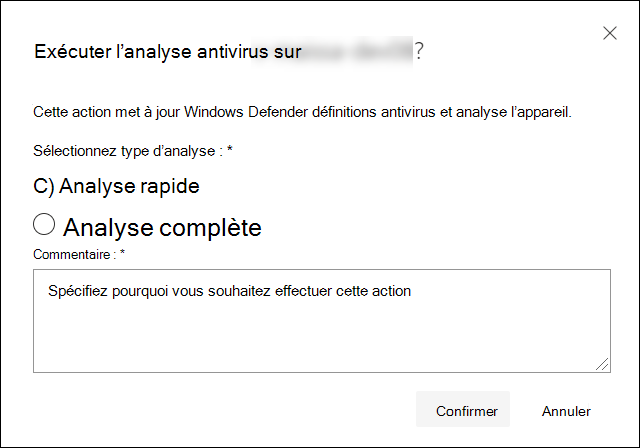 Exécuter l’analyse antivirus sur ?
Cette action met à jour Windows Defender définitions antivirus et analyse l’appareil.
Sélectionnez type d’analyse : *
C) Analyse rapide
Analyse complète
Commentaire : *
Spécifiez pourquoi vous souhaitez effectuer cette action
Confirmer Annuler